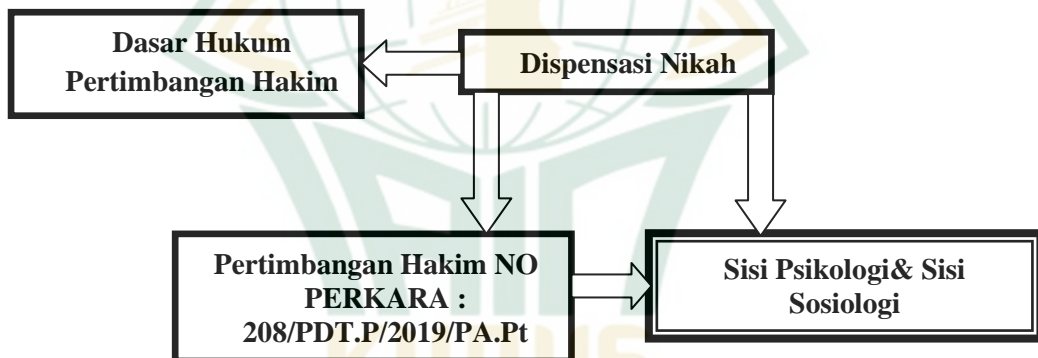 Dasar Hukum
Pertimbangan Hakim
Dispensasi Nikah
Pertimbangan Hakim NO
PERKARA :
208/PDT.P/2019/PA.Pt
Sisi Psikologi& Sisi
Sosiologi